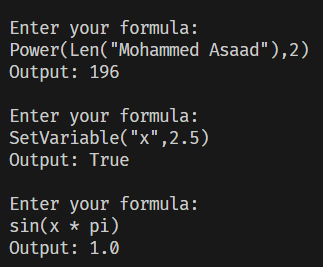 Enter your formula:
Power(Len("Mohammed Asaad"),2)
Output: 196
Enter your formula:
SetVariable("x",2.5)
Output: True
Enter your formula:
sin(x * pi)
Output: 1.0